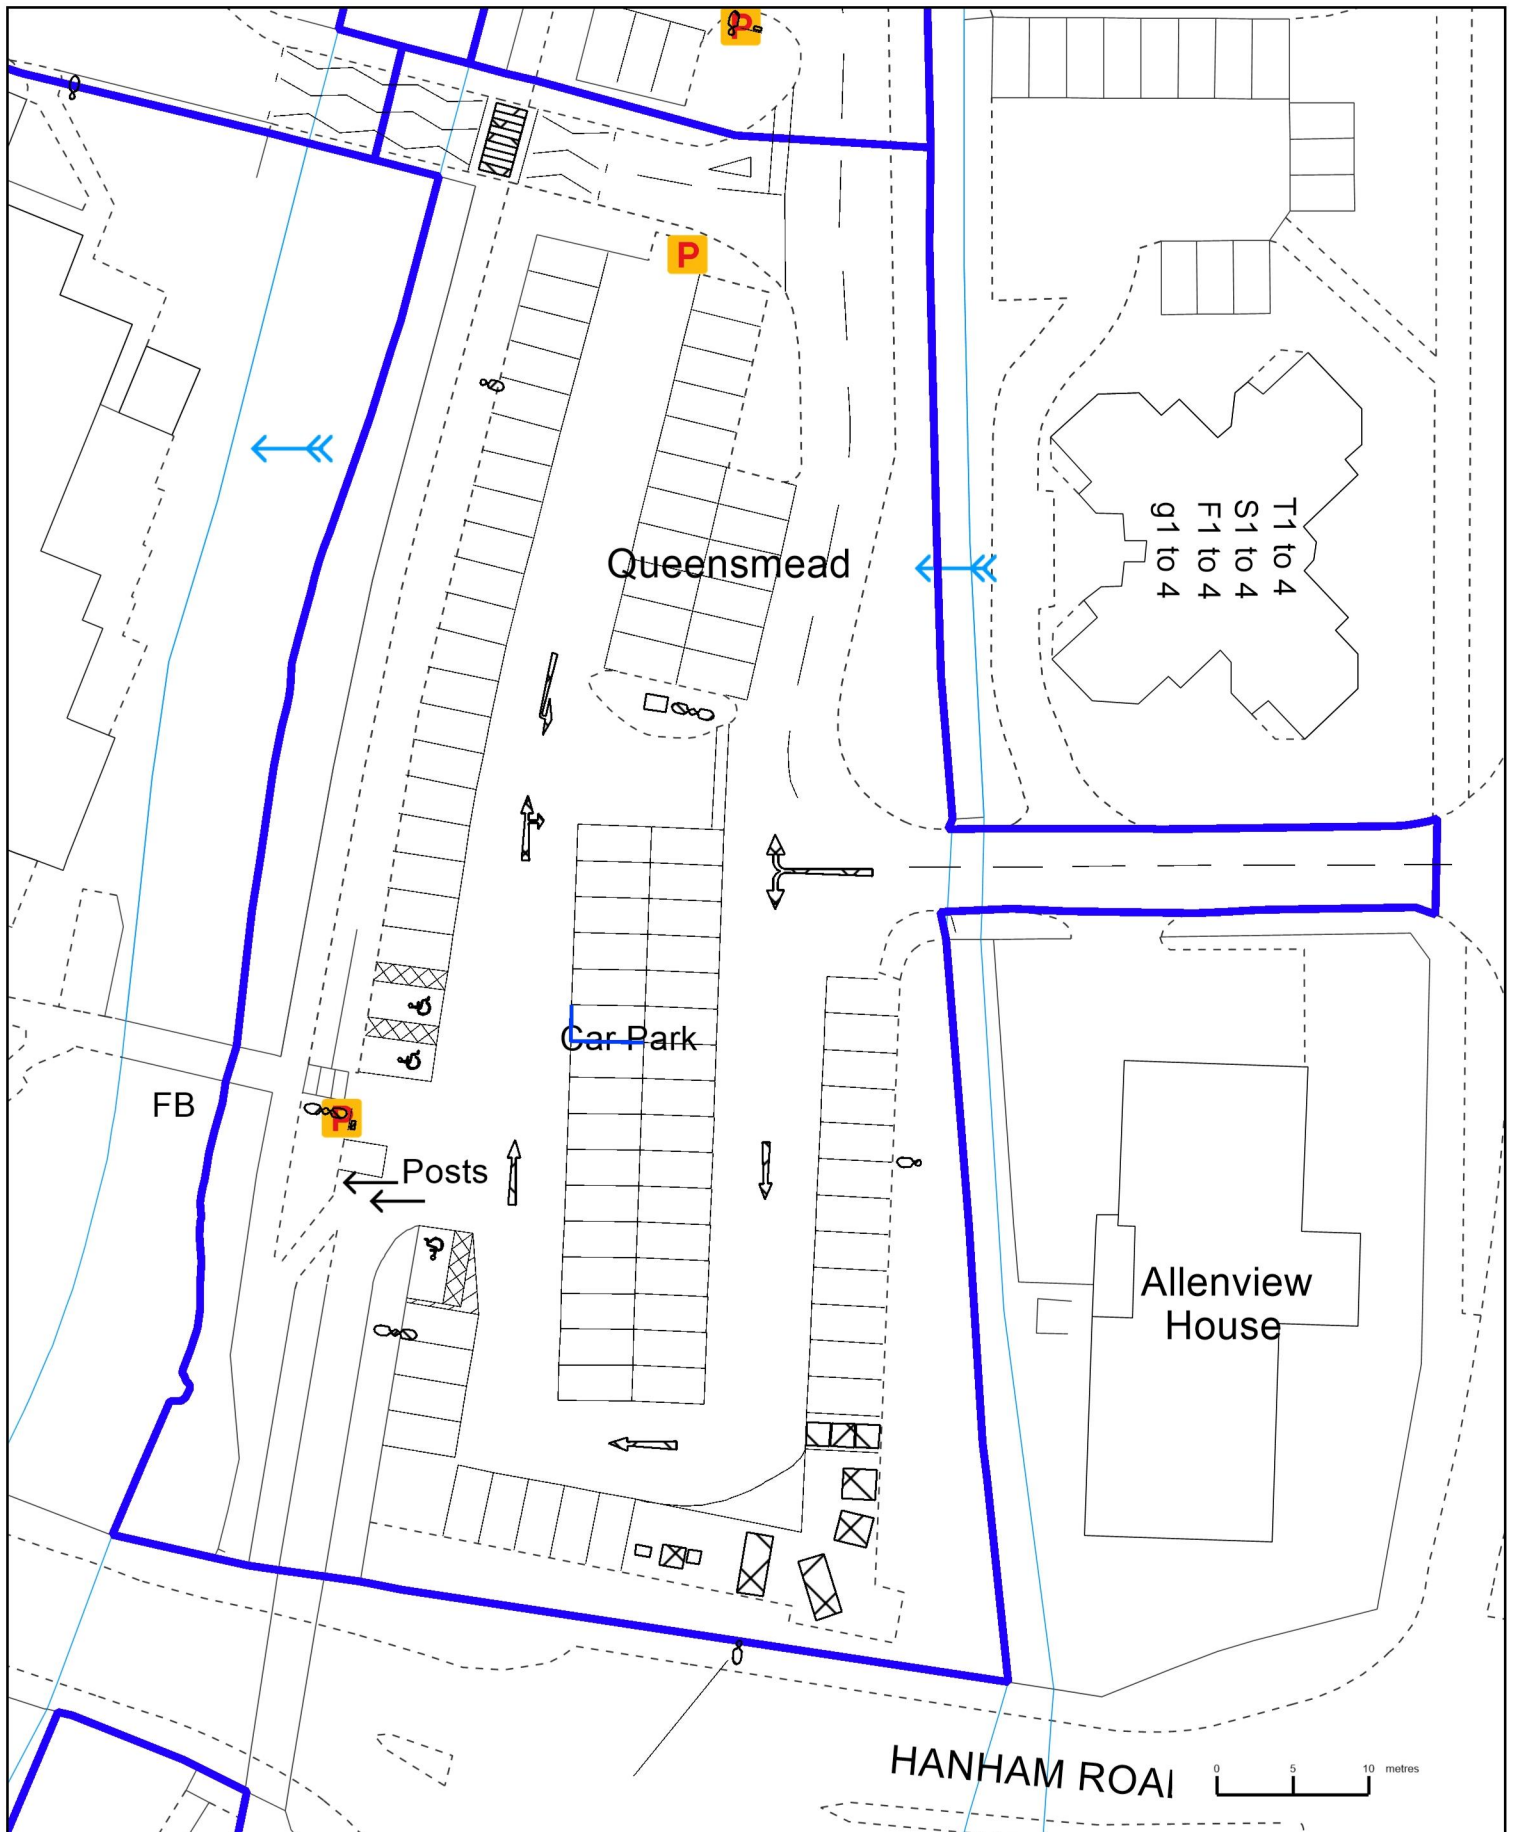 P
P
Queensmead
T1 to 4
S1 to 4
F1 to 4
g1 to 4
Car Park
FB
P
Posts
Allenview
House
HANHAM ROA
0 5 10 metres